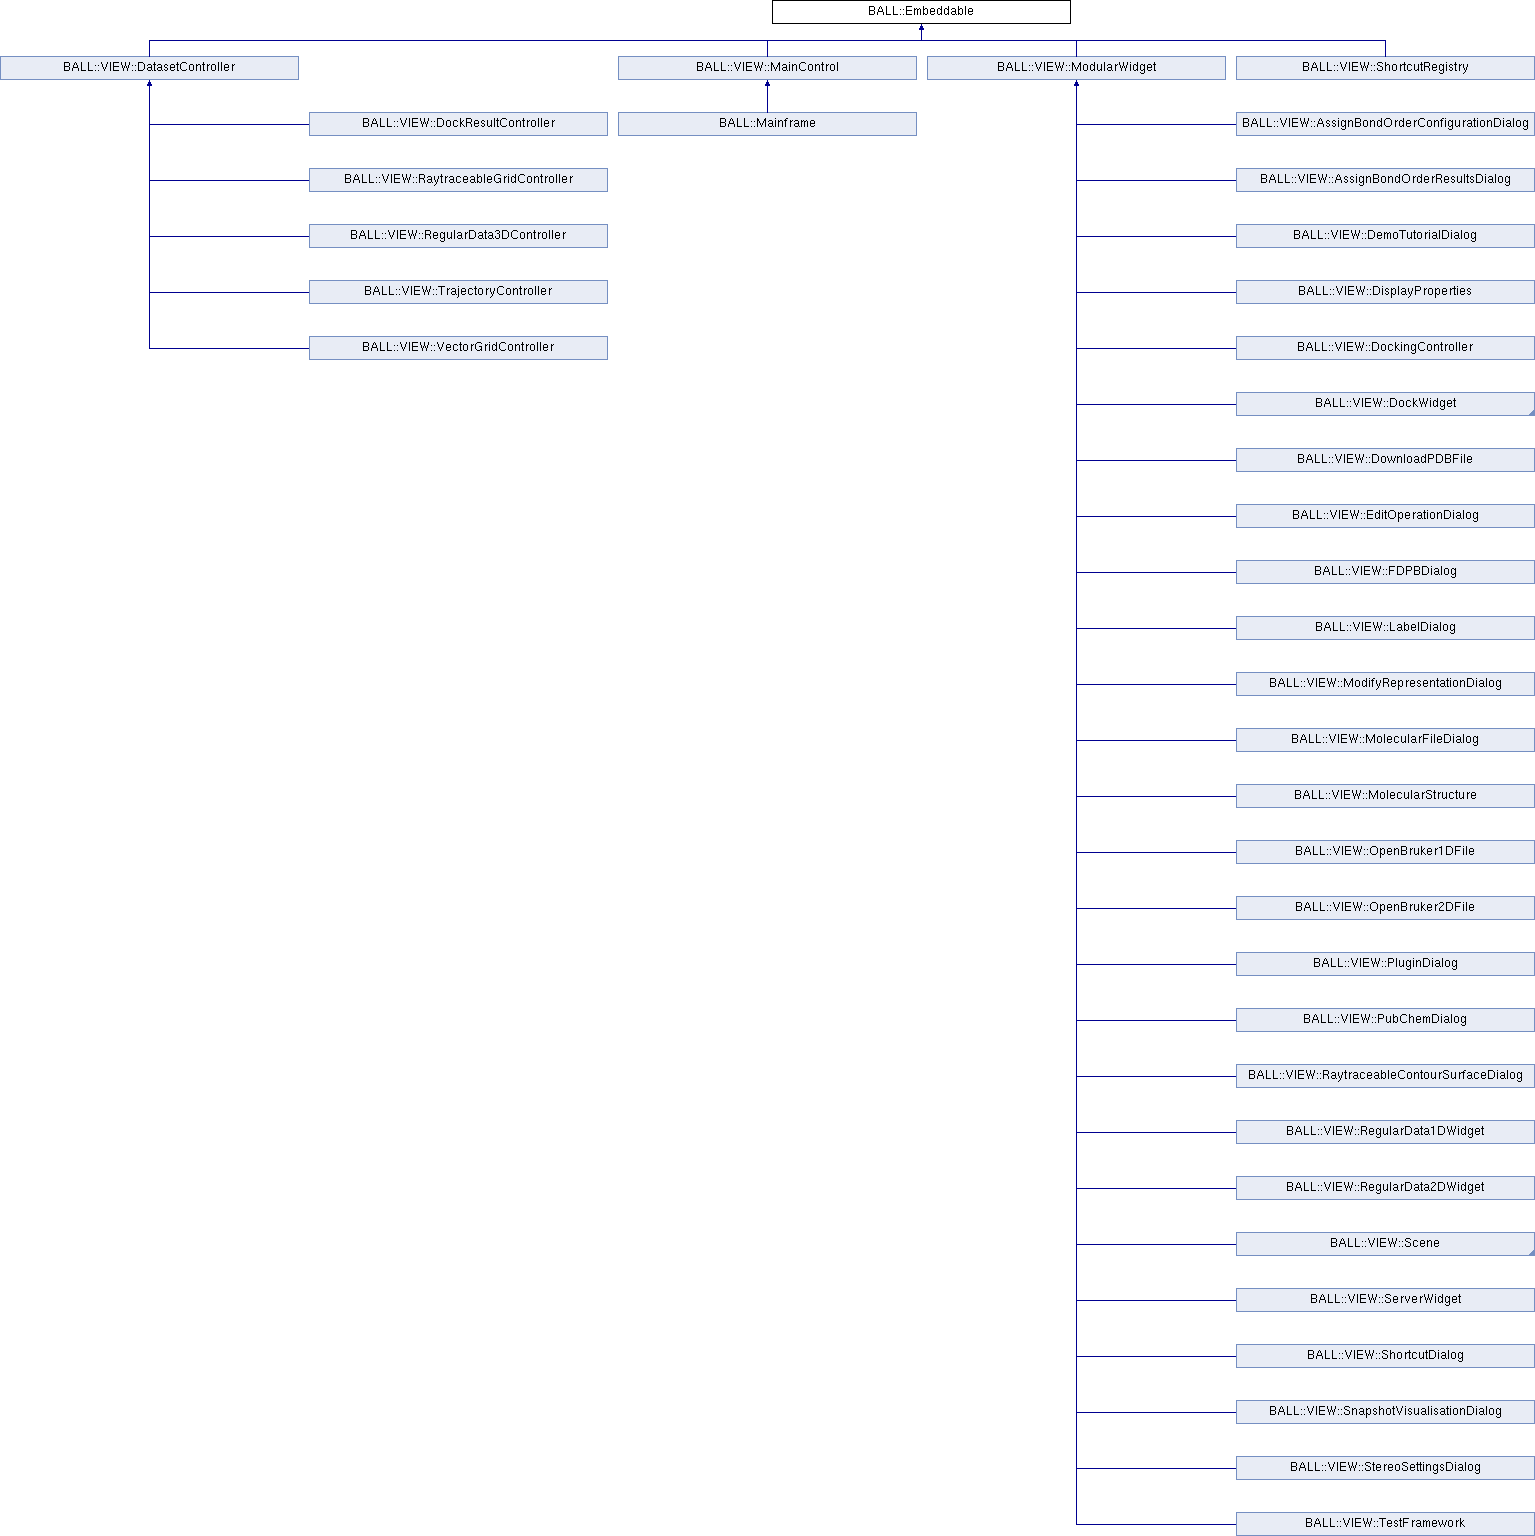 BALL::Embeddable
BALL::VIEW::DatasetController
BALL::VIEW::MainControl
BALL::VIEW::ModularWidget
BALL::VIEW::ShortcutRegistry
BALL::VIEW::DockResultController
BALL::Mainframe
BALL::VIEW::AssignBondOrderConfigurationDialog
BALL::VIEW::RaytraceableGridController
BALL::VIEW::AssignBondOrderResultsDialog
BALL::VIEW::RegularData3DController
BALL::VIEW::DemoTutorialDialog
BALL::VIEW::TrajectoryController
BALL::VIEW::DisplayProperties
BALL::VIEW::VectorGridController
BALL::VIEW::DockingController
BALL::VIEW::DockWidget
BALL::VIEW::DownloadPDBFile
BALL::VIEW::EditOperationDialog
BALL::VIEW::FDPBDialog
BALL::VIEW::LabelDialog
BALL::VIEW::ModifyRepresentationDialog
BALL::VIEW::MolecularFileDialog
BALL::VIEW::MolecularStructure
BALL::VIEW::OpenBruker1DFile
BALL::VIEW::OpenBruker2DFile
BALL::VIEW::PluginDialog
BALL::VIEW::PubChemDialog
BALL::VIEW::RaytraceableContourSurfaceDialog
BALL::VIEW::RegularData1DWidget
BALL::VIEW::RegularData2DWidget
BALL::VIEW::Scene
BALL::VIEW::ServerWidget
BALL::VIEW::ShortcutDialog
BALL::VIEW::SnapshotVisualisationDialog
BALL::VIEW::StereoSettingsDialog
BALL::VIEW::TestFramework